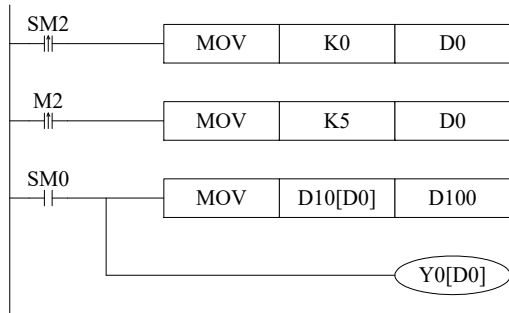 SM2
MOV K0 D0
M2
MOV K5 D0
SM0
MOV D10[D0] D100
Y0[D0]